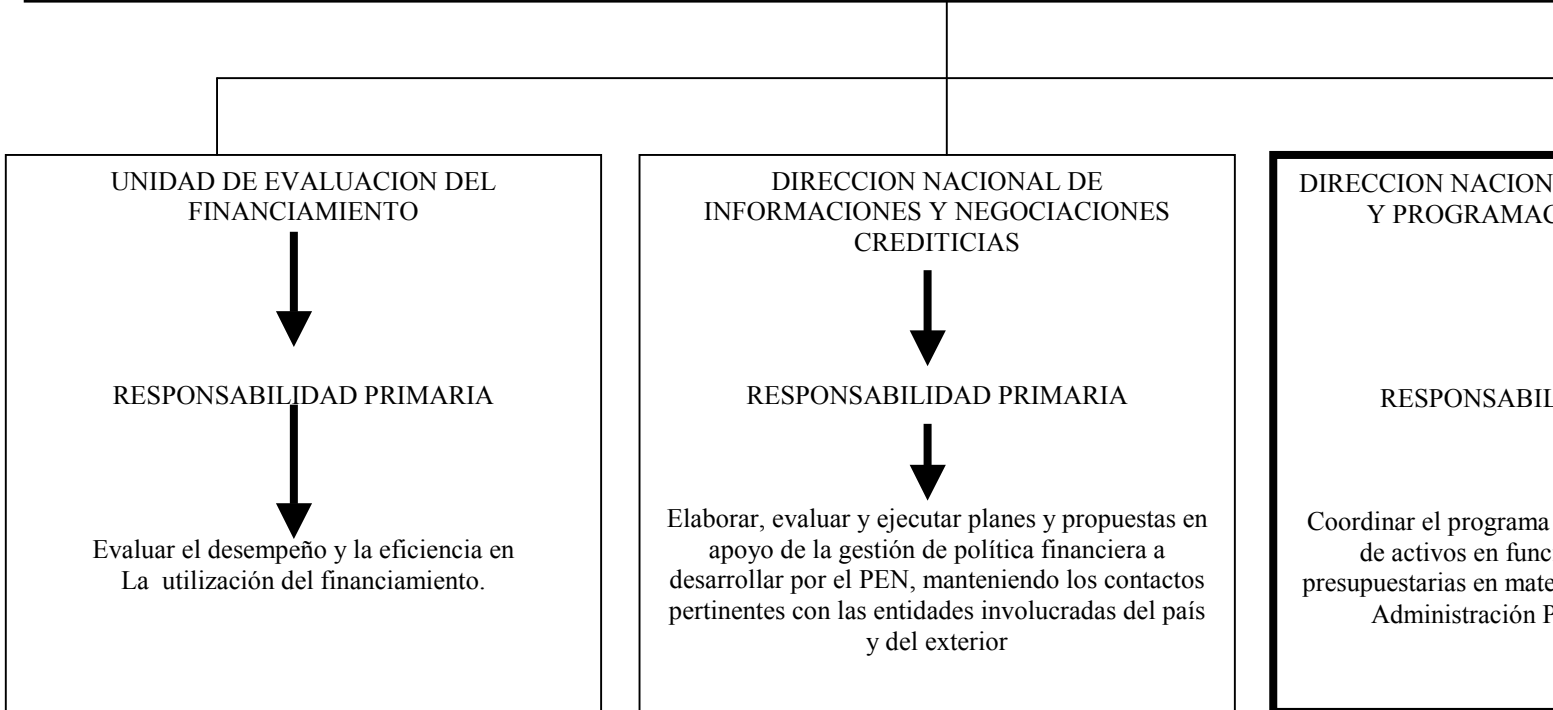 UNIDAD DE EVALUACION DEL
FINANCIAMIENTO
RESPONSABILIDAD PRIMARIA
Evaluar el desempeño y la eficiencia en
La utilización del financiamiento.
DIRECCION NACIONAL DE
INFORMACIONES Y NEGOCIACIONES
CREDITICIAS
RESPONSABILIDAD PRIMARIA
Elaborar, evaluar y ejecutar planes y propuestas en
apoyo de la gestión de política financiera a
desarrollar por el PEN, manteniendo los contactos
pertinentes con las entidades involucradas del país
y del exterior
DIRECCION NACION
Y PROGRAMAC
RESPONSABIL
Coordinar el programa
de activos en func
presupuestarias en mate
Administración P